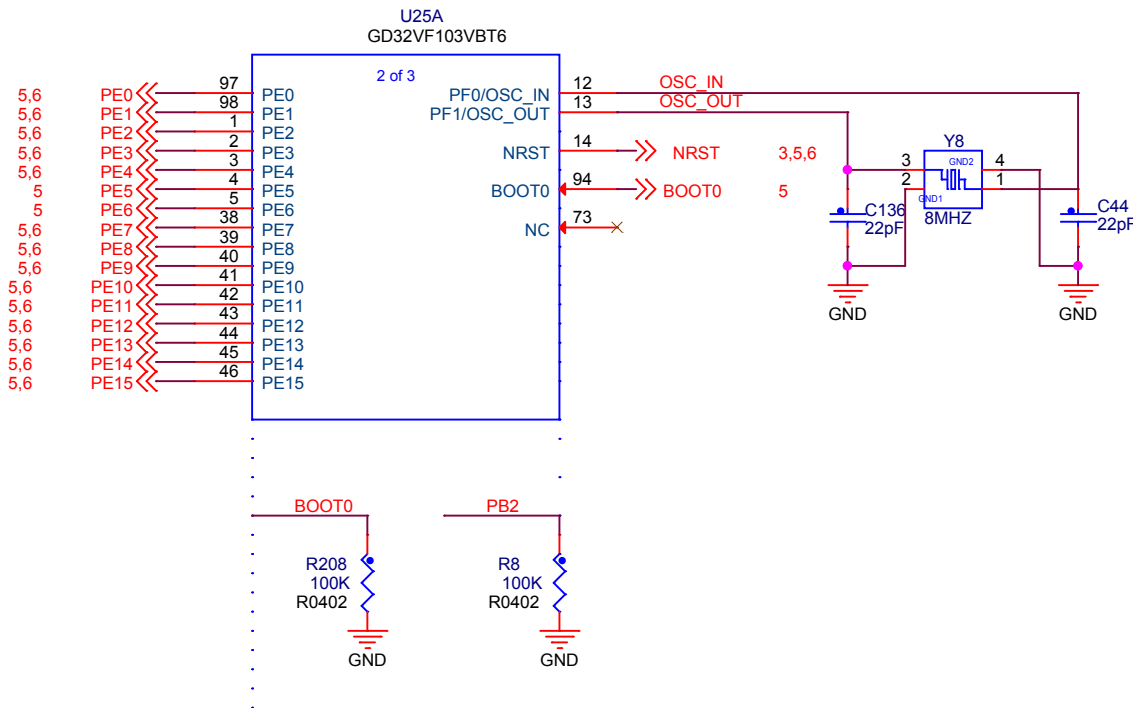 U25A
GD32VF103VBT6
2 of 3
5,6 PE0 97 PE0
5,6 PE1 98 PE1
5,6 PE2 1 PE2
5,6 PE3 2 PE3
5,6 PE4 3 PE4
5 PE5 4 PE5
5 PE6 5 PE6
5,6 PE7 38 PE7
5,6 PE8 39 PE8
5,6 PE9 40 PE9
5,6 PE10 41 PE10
5,6 PE11 42 PE11
5,6 PE12 43 PE12
5,6 PE13 44 PE13
5,6 PE14 45 PE14
5,6 PE15 46 PE15
PF0/OSC_IN 12 OSC_IN
PF1/OSC_OUT 13 OSC_OUT
NRST 14 NRST 3,5,6
BOOT0 94 BOOT0 5
NC 73
Y8
3 GND2 4
2 GND1 1
8MHZ
C136
22pF
C44
22pF
GND
GND
BOOT0
R208
100K
R0402
GND
PB2
R8
100K
R0402
GND